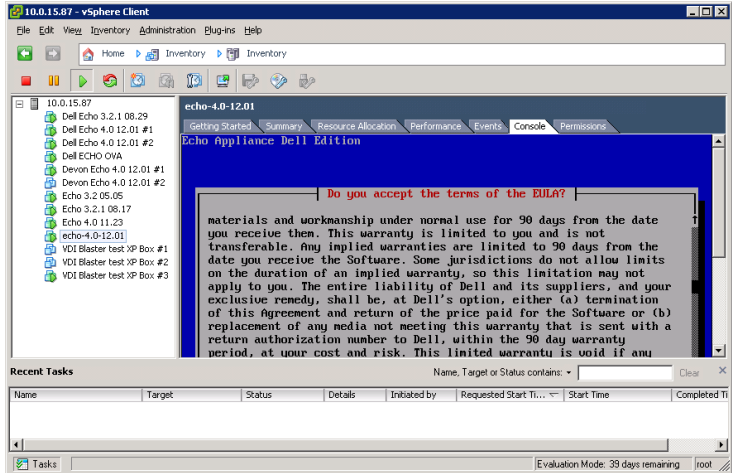 10.0.15.87 - vSphere Client
File Edit View Inventory Administration Plug-ins Help
Home Inventory Inventory
10.0.15.87
Dell Echo 3.2.1 08.29
Dell Echo 4.0 12.01 #1
Dell Echo 4.0 12.01 #2
Dell ECHO OVA
Devon Echo 4.0 12.01 #1
Devon Echo 4.0 12.01 #2
Echo 3.2 05.05
Echo 3.2.1 08.17
Echo 4.0 11.23
echo-4.0-12.01
VDI Blaster test XP Box #1
VDI Blaster test XP Box #2
VDI Blaster test XP Box #3
echo-4.0-12.01
Getting Started Summary Resource Allocation Performance Events Console Permissions
Echo Appliance Dell Edition
Do you accept the terms of the EULA?
materials and workmanship under normal use for 90 days from the date
you receive them. This warranty is limited to you and is not
transferable. Any implied warranties are limited to 90 days from the
date you receive the Software. Some jurisdictions do not allow limits
on the duration of an implied warranty, so this limitation may not
apply to you. The entire liability of Dell and its suppliers, and your
exclusive remedy, shall be, at Dell's option, either (a) termination
of this Agreement and return of the price paid for the Software or (b)
replacement of any media not meeting this warranty that is sent with a
return authorization number to Dell, within the 90 day warranty
period, at your cost and risk. This limited warranty is void if any
Recent Tasks
Name, Target or Status contains: Clear
Name Target Status Details Initiated by Requested Start Ti... Start Time Completed Ti
Tasks Evaluation Mode: 39 days remaining root